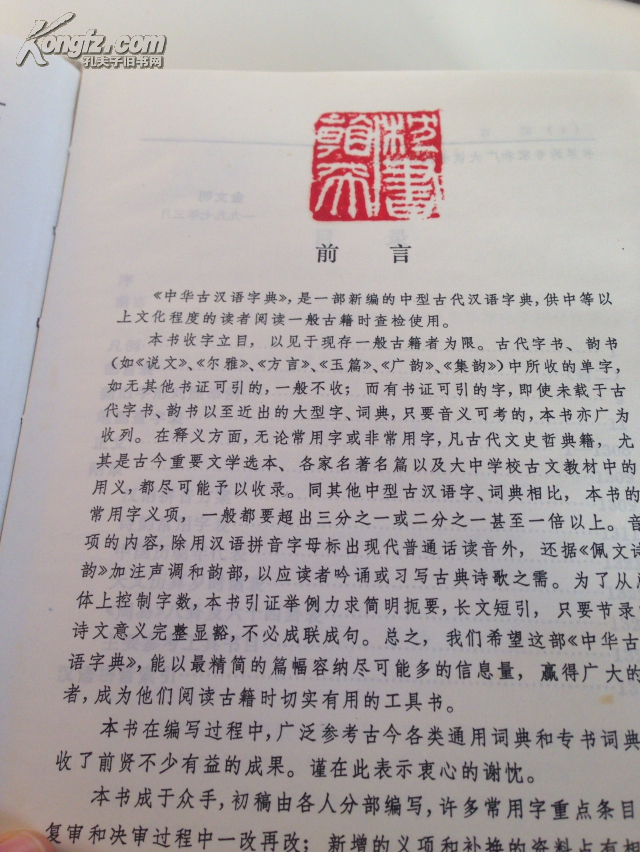 Kongfz.com
孔夫子旧书网
前 言
《中华古汉语字典》,是一部新编的中型古代汉语字典,供中等以
上文化程度的读者阅读一般古籍时查检使用。
本书收字立目, 以见于现存一般古籍者为限。古代字书、韵书
(如《说文》、《尔雅》、《方言》、《玉篇》、《广韵》、《集韵》)中所收的单字,
如无其他书证可引的,一般不收; 而有书证可引的字,即使未载于古
代字书、韵书以至近出的大型字、词典,只要音义可考的,本书亦广为
收列。在释义方面,无论常用字或非常用字,凡古代文史哲典籍, 尤
其是古今重要文学选本、各家名著名篇以及大中学校古文教材中的
用义,都尽可能予以收录。同其他中型古汉语字、词典相比, 本书的
常用字义项, 一般都要超出三分之一或二分之一甚至一倍以上。音
项的内容,除用汉语拼音字母标出现代普通话读音外, 还据《佩文诗
韵》加注声调和韵部,以应读者吟诵或习写古典诗歌之需。为了从总
体上控制字数,本书引证举例力求简明扼要,长文短引, 只要节录
诗文意义完整显豁,不必成联成句。总之, 我们希望这部《中华古
语字典》,能以最精简的篇幅容纳尽可能多的信息量, 赢得广大的
者,成为他们阅读古籍时切实有用的工具书。
本书在编写过程中,广泛参考古今各类通用词典和专书词典
收了前贤不少有益的成果。谨在此表示衷心的谢忱。
本书成于众手,初稿由各人分部编写,许多常用字重点条目
复审和决审过程中一改再改; 新增的义项和补换的资料占有相